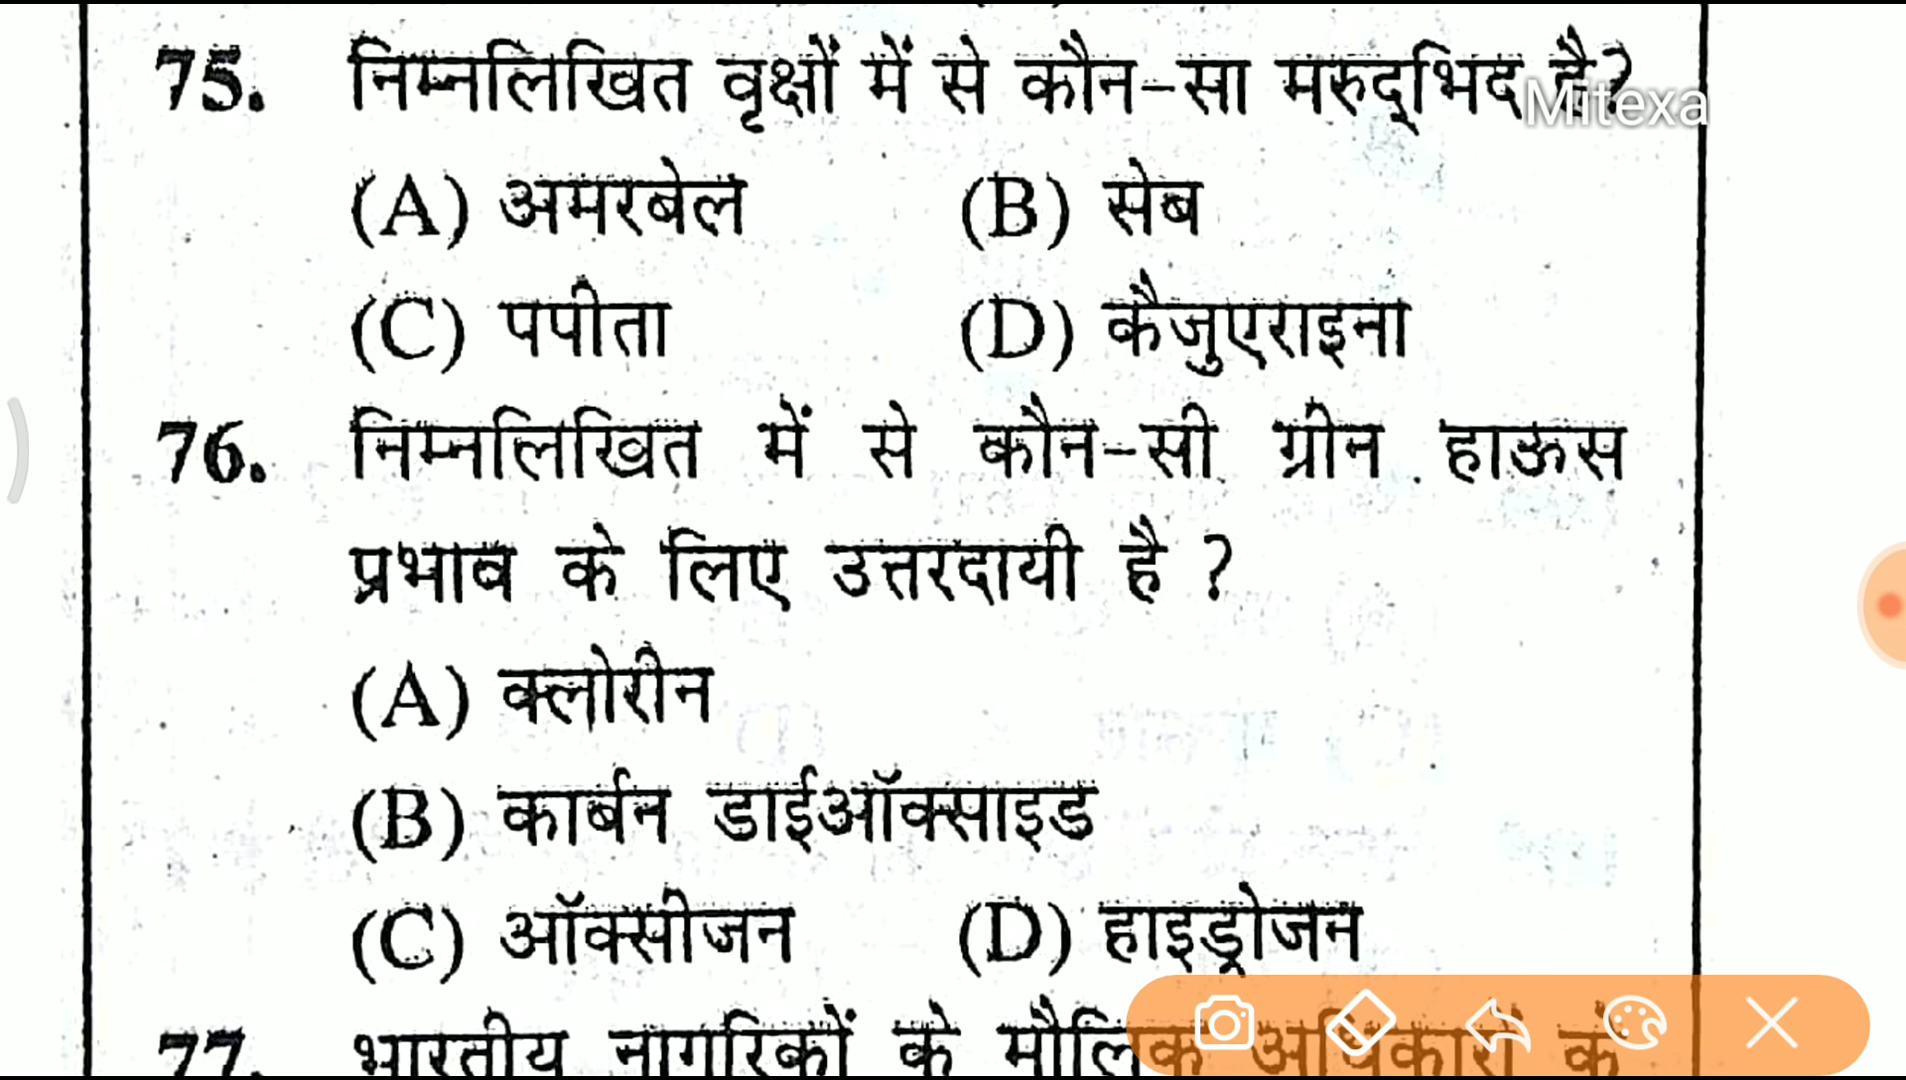 75. निम्नलिखित वृक्षों में से कौन-सा मरुद्भिद है?
Mitexa
(A) अमरबेल (B) सेब
(C) पपीता (D) कैजुएराइना
76. निम्नलिखित में से कौन-सी ग्रीन हाऊस
प्रभाव के लिए उत्तरदायी है ?
(A) क्लोरीन
(B) कार्बन डाईऑक्साइड
(C) ऑक्सीजन (D) हाइड्रोजन
77. भारतीय नागरिकों के मौलिक अधिकारों के